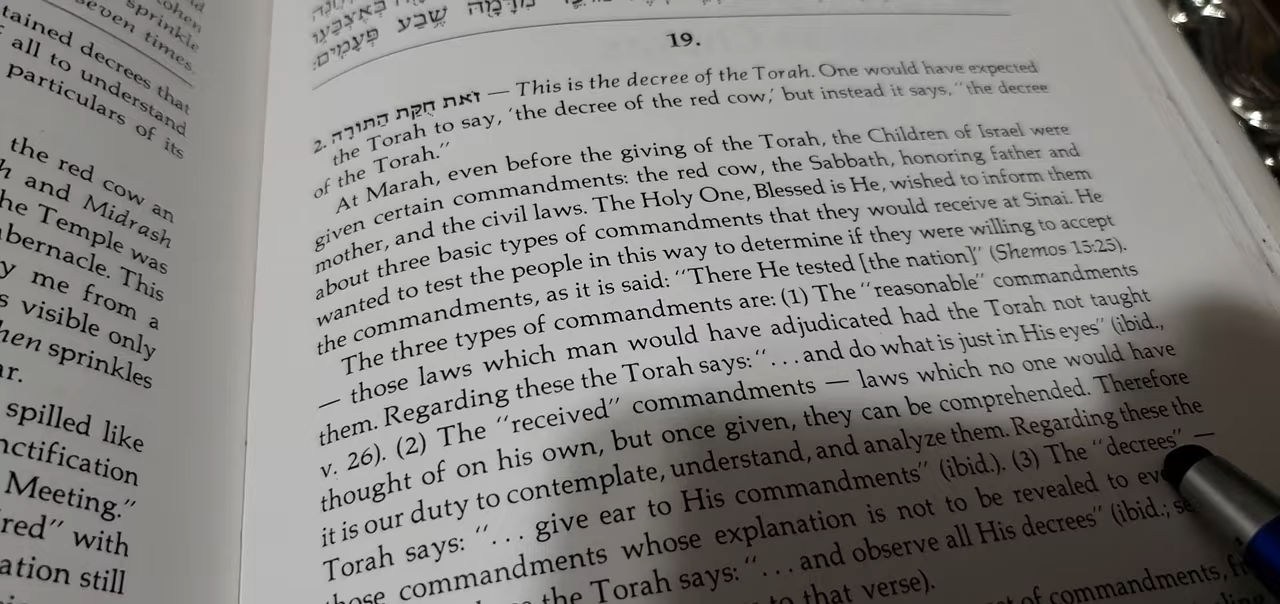 ohen
sprinkle
seven times.
tained decrees that
all to understand
particulars of its
the red cow an
h and Midrash
he Temple was
bernacle. This
y me from a
s visible only
hen sprinkles
ar.
spilled like
nctification
Meeting."
red" with
ation still
בְּאֶצְבָּעוֹ
שֶׁבַע פְּעָמִים:
19.
2. זֹאת חֻקַּת הַתּוֹרָה — This is the decree of the Torah. One would have expected
the Torah to say, 'the decree of the red cow,' but instead it says, "the decree
of the Torah."
At Marah, even before the giving of the Torah, the Children of Israel were
given certain commandments: the red cow, the Sabbath, honoring father and
mother, and the civil laws. The Holy One, Blessed is He, wished to inform them
about three basic types of commandments that they would receive at Sinai. He
wanted to test the people in this way to determine if they were willing to accept
the commandments, as it is said: "There He tested [the nation]" (Shemos 15:25).
The three types of commandments are: (1) The "reasonable" commandments
— those laws which man would have adjudicated had the Torah not taught
them. Regarding these the Torah says: "... and do what is just in His eyes" (ibid.,
v. 26). (2) The "received" commandments — laws which no one would have
thought of on his own, but once given, they can be comprehended. Therefore
it is our duty to contemplate, understand, and analyze them. Regarding these the
Torah says: "... give ear to His commandments" (ibid.). (3) The "decrees" —
those commandments whose explanation is not to be revealed to
the Torah says: "... and observe all His decrees" (ibid.; se
to that verse).
of commandments,